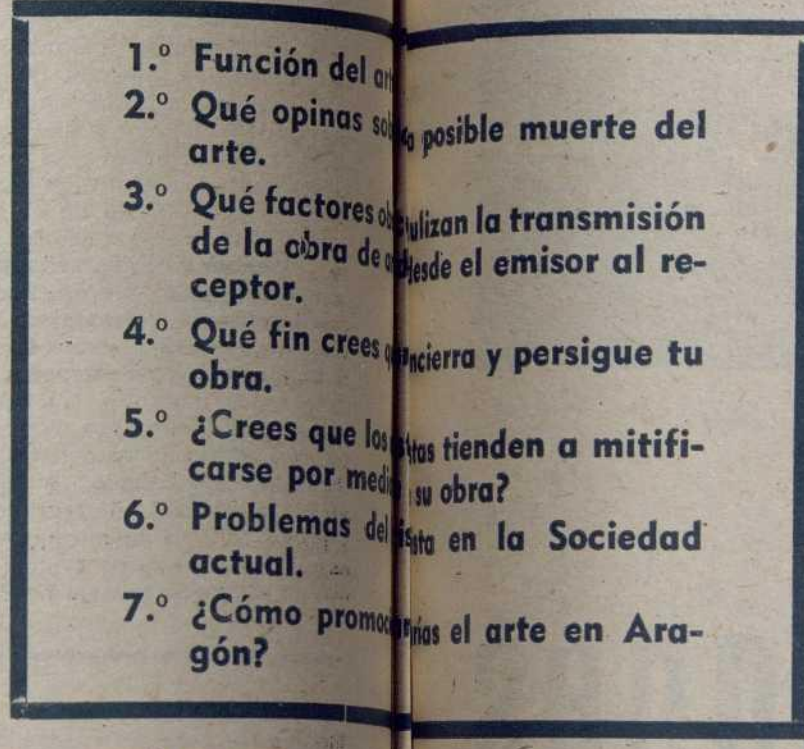 1.º Función del
2.º Qué opinas posible muerte del
arte.
3.º Qué factores la transmisión
de la obra de desde el emisor al re-
ceptor.
4.º Qué fin crees y persigue tu
obra.
5.º ¿Crees que los tienden a mitifi-
carse por su obra?
6.º Problemas del en la Sociedad
actual.
7.º ¿Cómo el arte en Ara-
gón?